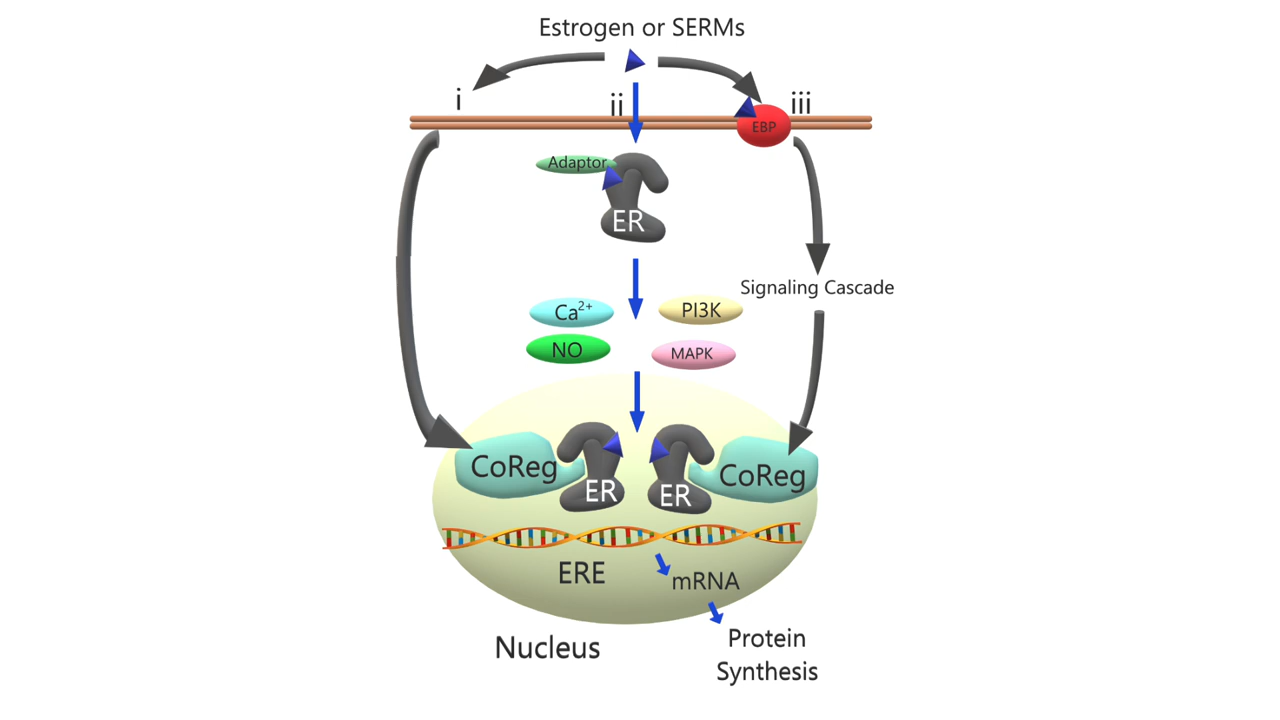 Estrogen or SERMs
i
ii
iii
EBP
Adaptor
ER
Signaling Cascade
Ca²⁺
PI3K
NO
MAPK
CoReg
ER
ER
CoReg
ERE
mRNA
Nucleus
Protein
Synthesis